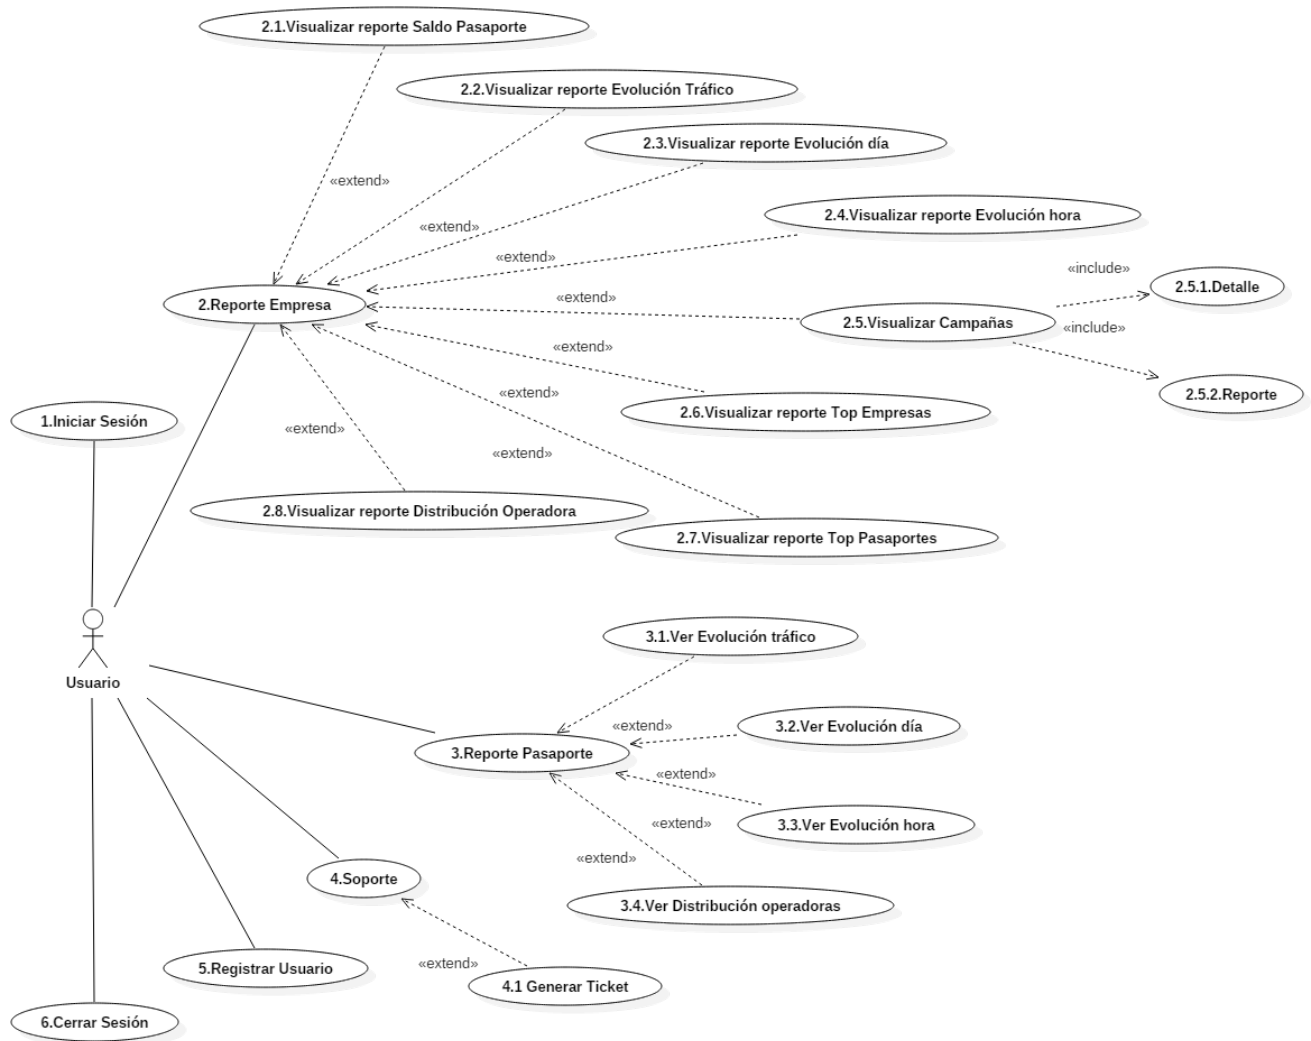 2.1.Visualizar reporte Saldo Pasaporte
2.2.Visualizar reporte Evolución Tráfico
2.3.Visualizar reporte Evolución día
«extend»
2.4.Visualizar reporte Evolución hora
«extend»
«extend»
«include»
2.5.1.Detalle
2.Reporte Empresa
«extend»
2.5.Visualizar Campañas
«include»
«extend»
2.5.2.Reporte
«extend»
2.6.Visualizar reporte Top Empresas
1.Iniciar Sesión
«extend»
«extend»
2.8.Visualizar reporte Distribución Operadora
2.7.Visualizar reporte Top Pasaportes
3.1.Ver Evolución tráfico
Usuario
«extend»
3.2.Ver Evolución día
3.Reporte Pasaporte
«extend»
«extend»
3.3.Ver Evolución hora
«extend»
4.Soporte
3.4.Ver Distribución operadoras
«extend»
5.Registrar Usuario
4.1 Generar Ticket
6.Cerrar Sesión